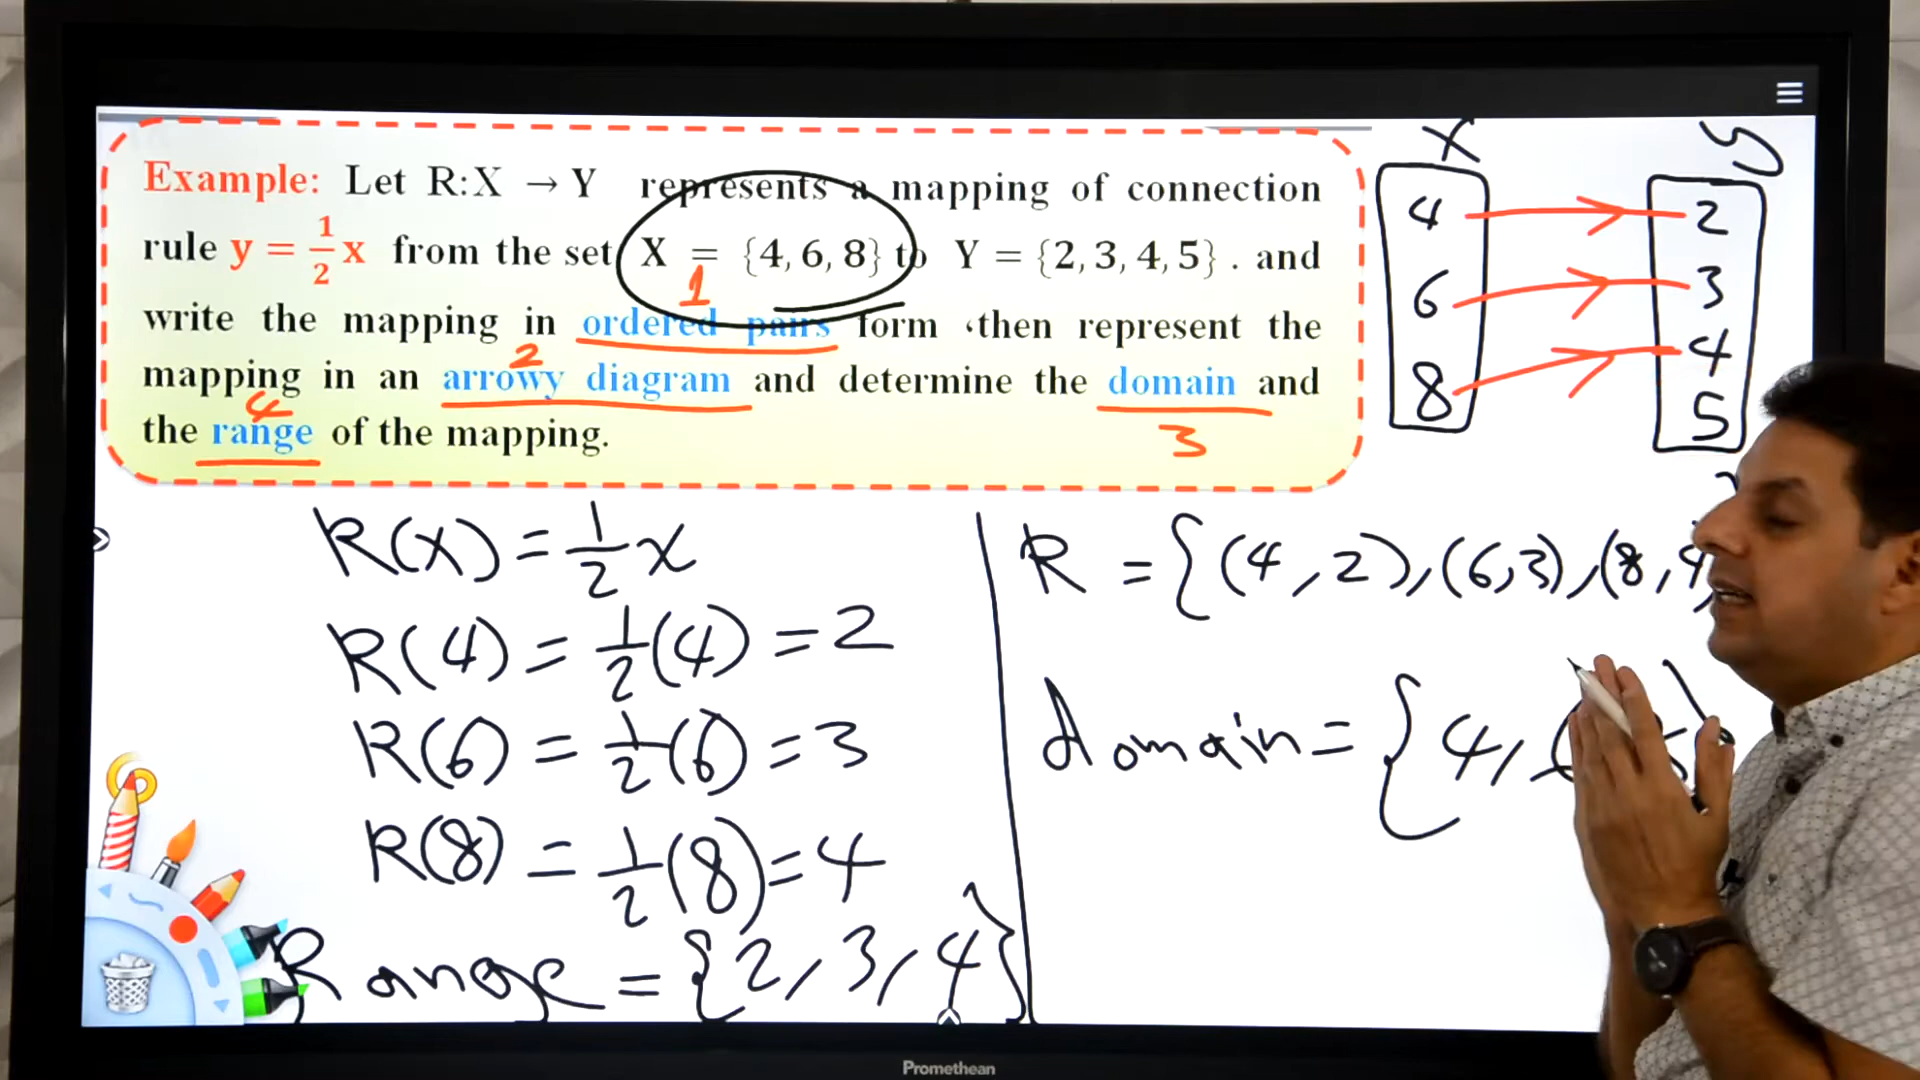 Example: Let R:X → Y represents a mapping of connection
rule y = 1/2 x from the set X = {4, 6, 8} to Y = {2, 3, 4, 5} . and
1
write the mapping in ordered pairs form ،then represent the
2
mapping in an arrowy diagram and determine the domain and
4
3
the range of the mapping.
x y
4 2
6 3
8 4
5
R(x) = 1/2 x
R(4) = 1/2 (4) = 2
R(6) = 1/2 (6) = 3
R(8) = 1/2 (8) = 4
Range = {2, 3, 4}
R = {(4, 2), (6, 3), (8, 4
domain = {4,
Promethean